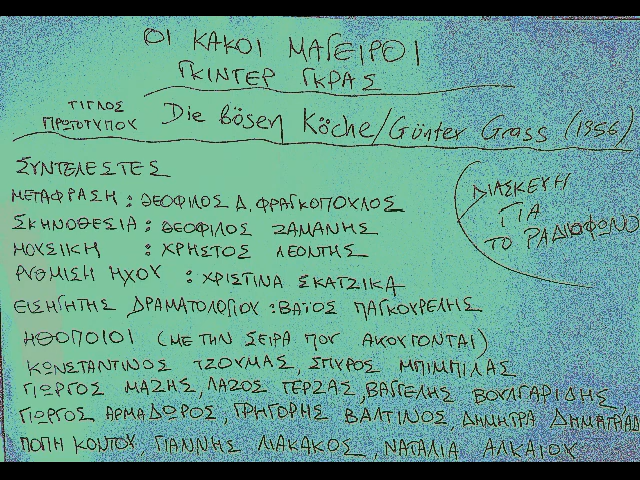 ΟΙ ΚΑΚΟΙ ΜΑΓΕΙΡΟΙ
ΓΚΙΝΤΕΡ ΓΚΡΑΣ
ΤΙΤΛΟΣ
ΠΡΩΤΟΤΥΠΟΥ Die Bösen Köche/Günter Grass (1956)
ΣΥΝΤΕΛΕΣΤΕΣ
ΔΙΑΣΚΕΥΗ
ΓΙΑ
ΤΟ ΡΑΔΙΟΦΩΝΟ
ΜΕΤΑΦΡΑΣΗ : ΘΕΟΦΙΛΟΣ Δ. ΦΡΑΓΚΟΠΟΥΛΟΣ
ΣΚΗΝΟΘΕΣΙΑ : ΘΕΟΦΙΛΟΣ ΖΑΜΑΝΗΣ
ΜΟΥΣΙΚΗ : ΧΡΗΣΤΟΣ ΛΕΟΝΤΗΣ
ΡΥΘΜΙΣΗ ΗΧΟΥ : ΧΡΙΣΤΙΝΑ ΣΚΑΤΖΙΚΑ
ΕΙΣΗΓΗΤΗΣ ΔΡΑΜΑΤΟΛΟΓΙΟΥ : ΒΑΪΟΣ ΠΑΓΚΟΥΡΕΛΗΣ
ΗΘΟΠΟΙΟΙ (ΜΕ ΤΗΝ ΣΕΙΡΑ ΠΟΥ ΑΚΟΥΓΟΝΤΑΙ)
ΚΩΝΣΤΑΝΤΙΝΟΣ ΤΖΟΥΜΑΣ, ΣΠΥΡΟΣ ΜΠΙΜΠΙΛΑΣ
ΓΙΩΡΓΟΣ ΜΑΖΗΣ, ΛΑΖΟΣ ΤΕΡΖΑΣ, ΒΑΓΓΕΛΗΣ ΒΟΥΛΓΑΡΙΔΗΣ
ΓΙΩΡΓΟΣ ΑΡΜΑΔΩΡΟΣ, ΓΡΗΓΟΡΗΣ ΒΑΛΤΙΝΟΣ, ΔΗΜΗΤΡΑ
ΠΟΠΗ ΚΟΝΤΟΥ, ΓΙΑΝΝΗΣ ΛΙΑΚΑΚΟΣ, ΝΑΤΑΛΙΑ ΑΛΚΑΙΟΥ